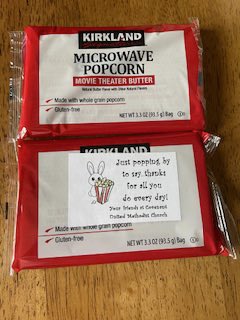 KIRKLAND
MICROWAVE
POPCORN
MOVIE THEATER BUTTER
Natural Butter Flavor with Other Natural Flavors
Made with whole grain popcorn
Gluten-free
NET WT 3.3 OZ (93.5 g) Bag
KIRKLAND
Just popping by
to say, thanks
for all you
do every day!
Your friends at Covenant
United Methodist Church
Made with whole grain popcorn
Gluten-free
NET WT 3.3 OZ (93.5 g) Bag